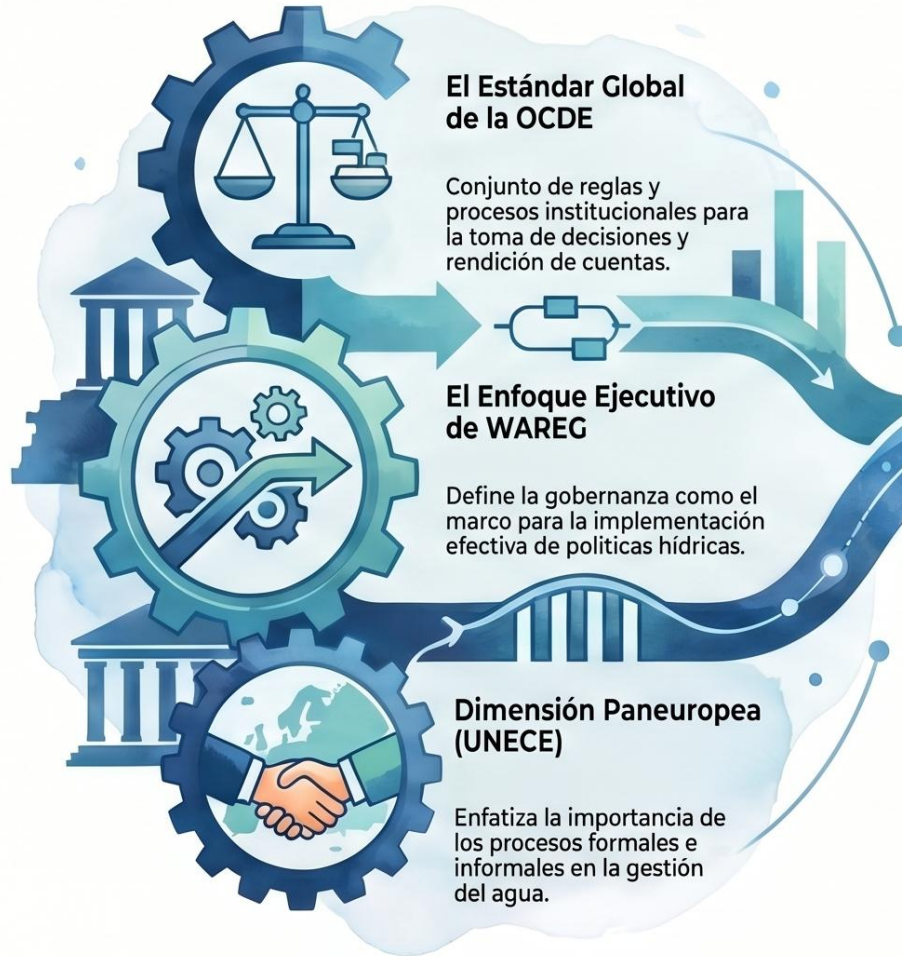 El Estándar Global
de la OCDE
Conjunto de reglas y
procesos institucionales para
la toma de decisiones y
rendición de cuentas.
El Enfoque Ejecutivo
de WAREG
Define la gobernanza como el
marco para la implementación
efectiva de politicas hídricas.
Dimensión Paneuropea
(UNECE)
Enfatiza la importancia de
los procesos formales e
informales en la gestión
del agua.